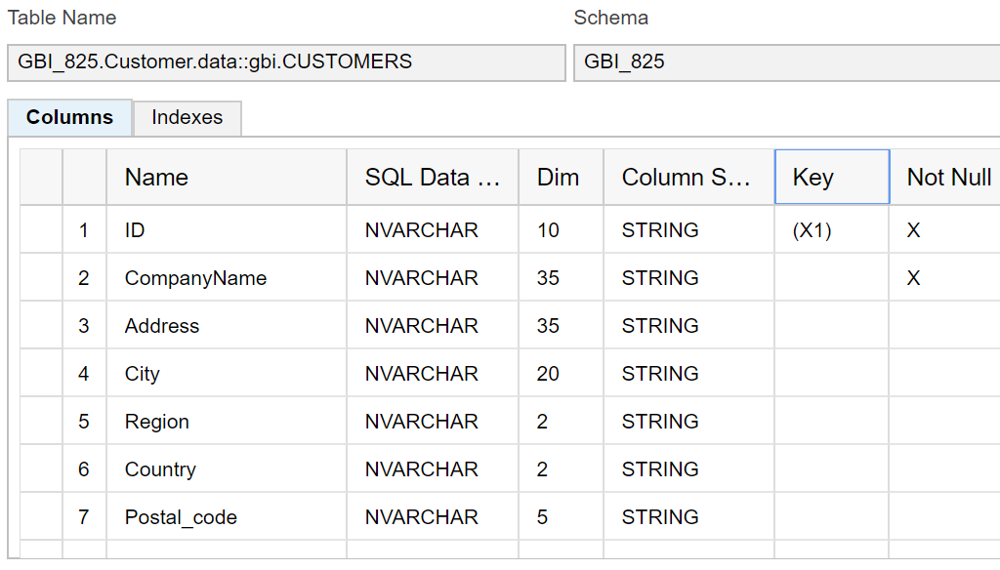 Table Name Schema
GBI_825.Customer.data::gbi.CUSTOMERS GBI_825
Columns Indexes
Name SQL Data ... Dim Column S... Key Not Null
1 ID NVARCHAR 10 STRING (X1) X
2 CompanyName NVARCHAR 35 STRING X
3 Address NVARCHAR 35 STRING
4 City NVARCHAR 20 STRING
5 Region NVARCHAR 2 STRING
6 Country NVARCHAR 2 STRING
7 Postal_code NVARCHAR 5 STRING